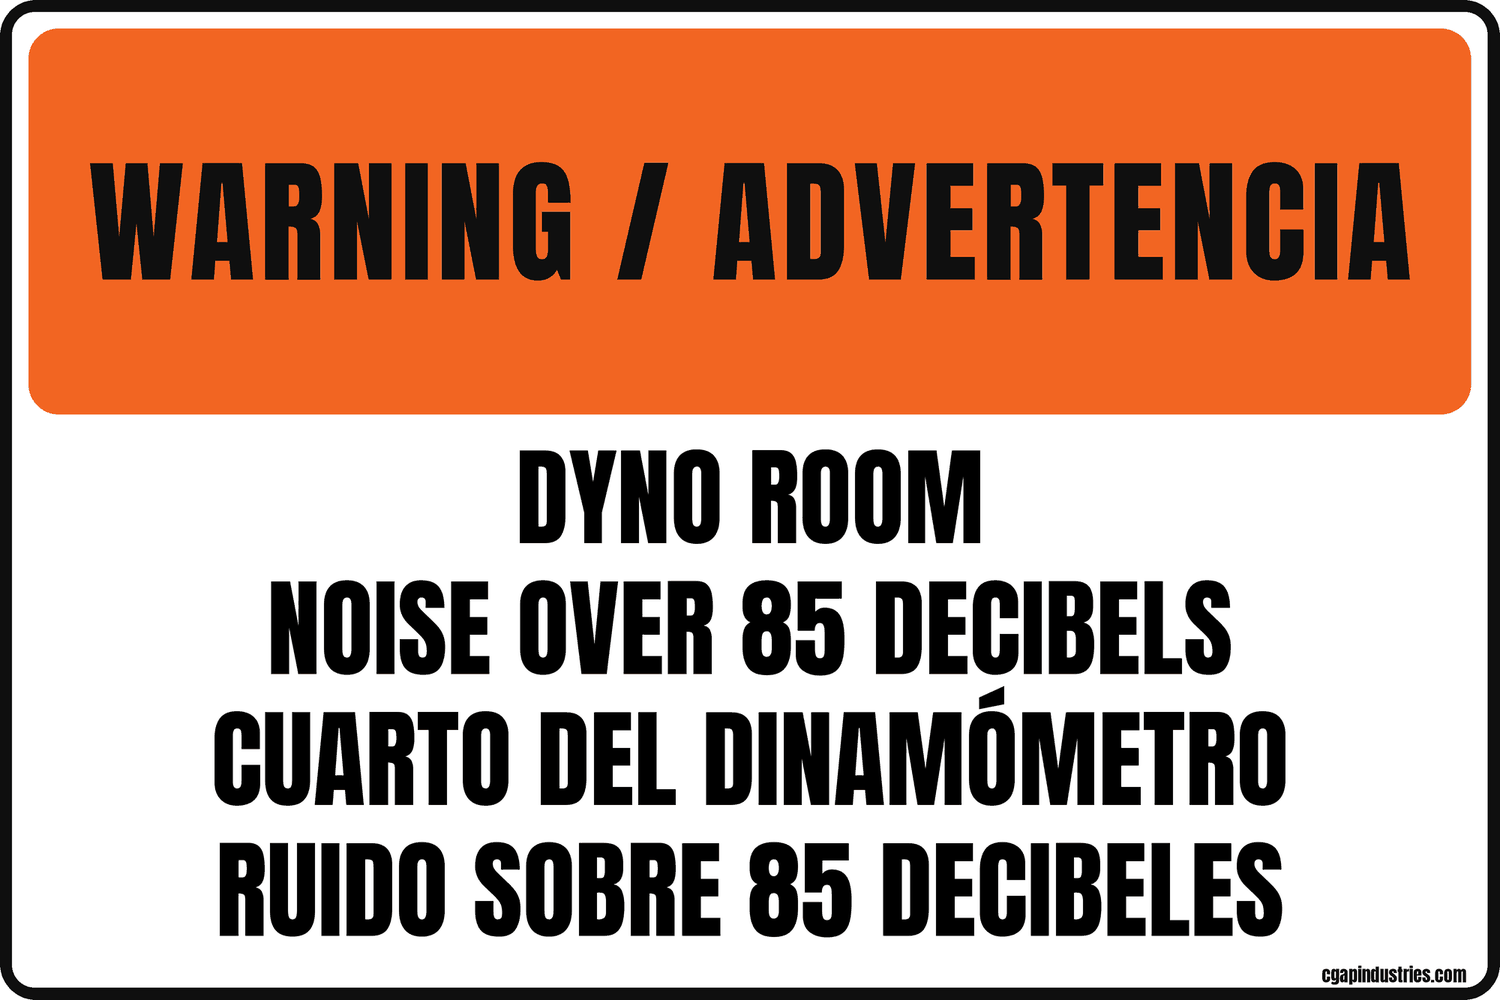 WARNING / ADVERTENCIA
DYNO ROOM
NOISE OVER 85 DECIBELS
CUARTO DEL DINAMÓMETRO
RUIDO SOBRE 85 DECIBELES
cgapindustries.com